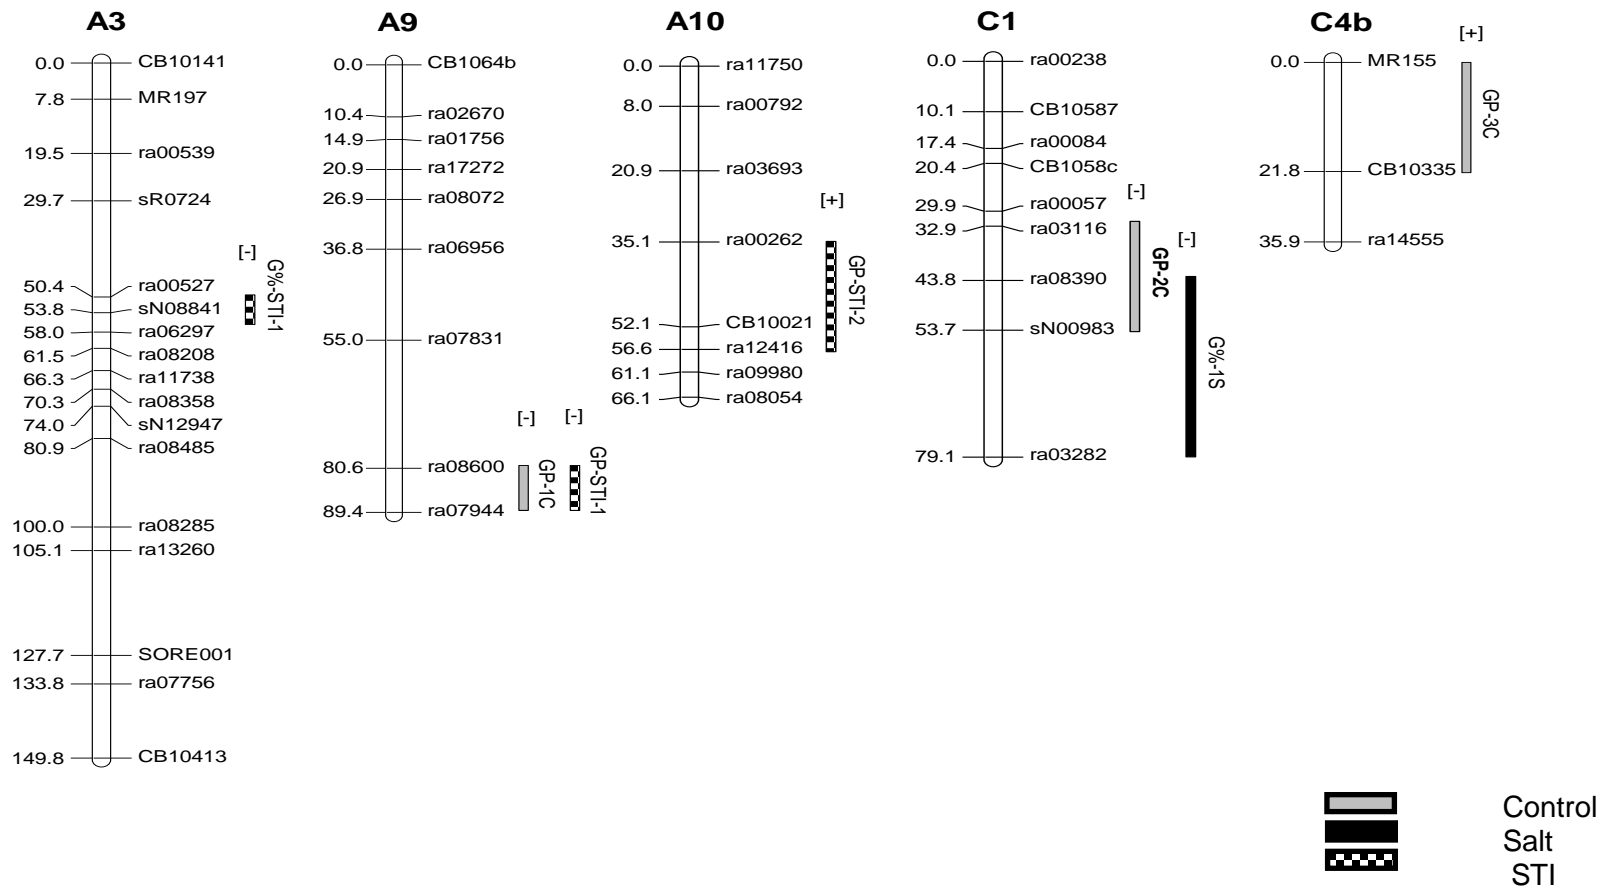 A3
0.0 CB10141
7.8 MR197
19.5 ra00539
29.7 sR0724
50.4 ra00527
53.8 sN08841
58.0 ra06297
61.5 ra08208
66.3 ra11738
70.3 ra08358
74.0 sN12947
80.9 ra08485
100.0 ra08285
105.1 ra13260
127.7 SORE001
133.8 ra07756
149.8 CB10413
[-]
G%-STI-1
A9
0.0 CB1064b
10.4 ra02670
14.9 ra01756
20.9 ra17272
26.9 ra08072
36.8 ra06956
55.0 ra07831
80.6 ra08600
89.4 ra07944
[-]
GP-1C
[-]
GP-STI-1
A10
0.0 ra11750
8.0 ra00792
20.9 ra03693
35.1 ra00262
52.1 CB10021
56.6 ra12416
61.1 ra09980
66.1 ra08054
[+]
GP-STI-2
C1
0.0 ra00238
10.1 CB10587
17.4 ra00084
20.4 CB1058c
29.9 ra00057
32.9 ra03116
43.8 ra08390
53.7 sN00983
79.1 ra03282
[-]
GP-2C
[-]
G%-1S
C4b
0.0 MR155
21.8 CB10335
35.9 ra14555
[+]
GP-3C
Control
Salt
STI